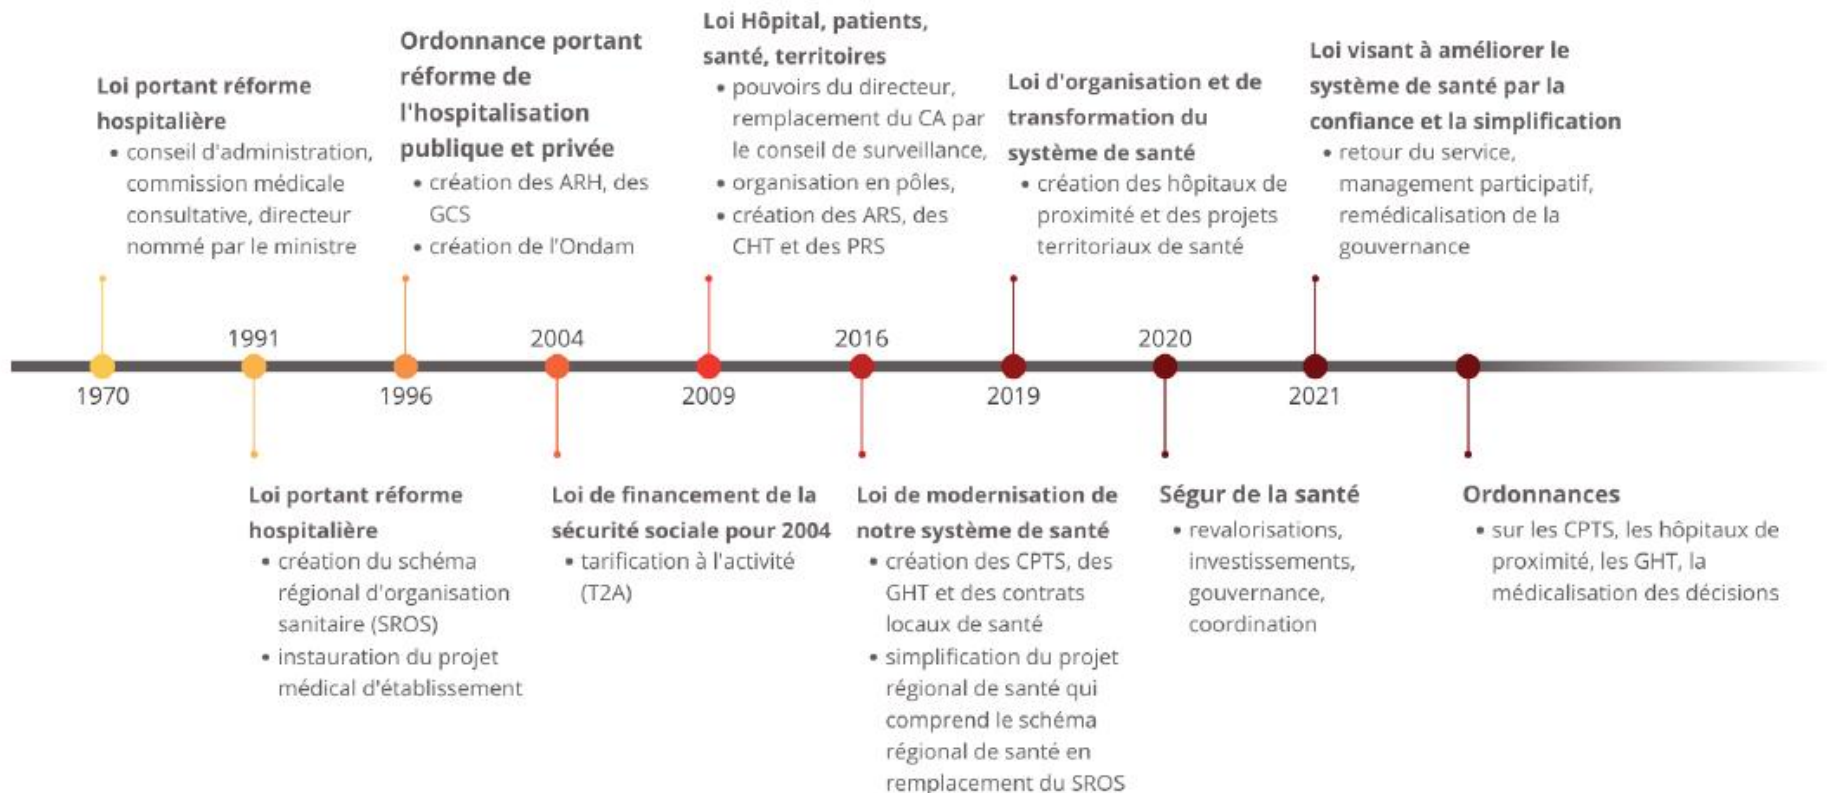 Loi portant réforme
hospitalière
• conseil d'administration,
commission médicale
consultative, directeur
nommé par le ministre
Ordonnance portant
réforme de
l'hospitalisation
publique et privée
• création des ARH, des
GCS
• création de l'Ondam
Loi Hôpital, patients,
santé, territoires
• pouvoirs du directeur,
remplacement du CA par
le conseil de surveillance,
• organisation en pôles,
• création des ARS, des
CHT et des PRS
Loi d'organisation et de
transformation du
système de santé
• création des hôpitaux de
proximité et des projets
territoriaux de santé
Loi visant à améliorer le
système de santé par la
confiance et la simplification
• retour du service,
management participatif,
remédicalisation de la
gouvernance
1991
2004
2016
2020
1970
1996
2009
2019
2021
Loi portant réforme
hospitalière
• création du schéma
régional d'organisation
sanitaire (SROS)
• instauration du projet
médical d'établissement
Loi de financement de la
sécurité sociale pour 2004
• tarification à l'activité
(T2A)
Loi de modernisation de
notre système de santé
• création des CPTS, des
GHT et des contrats
locaux de santé
• simplification du projet
régional de santé qui
comprend le schéma
régional de santé en
remplacement du SROS
Ségur de la santé
• revalorisations,
investissements,
gouvernance,
coordination
Ordonnances
• sur les CPTS, les hôpitaux de
proximité, les GHT, la
médicalisation des décisions